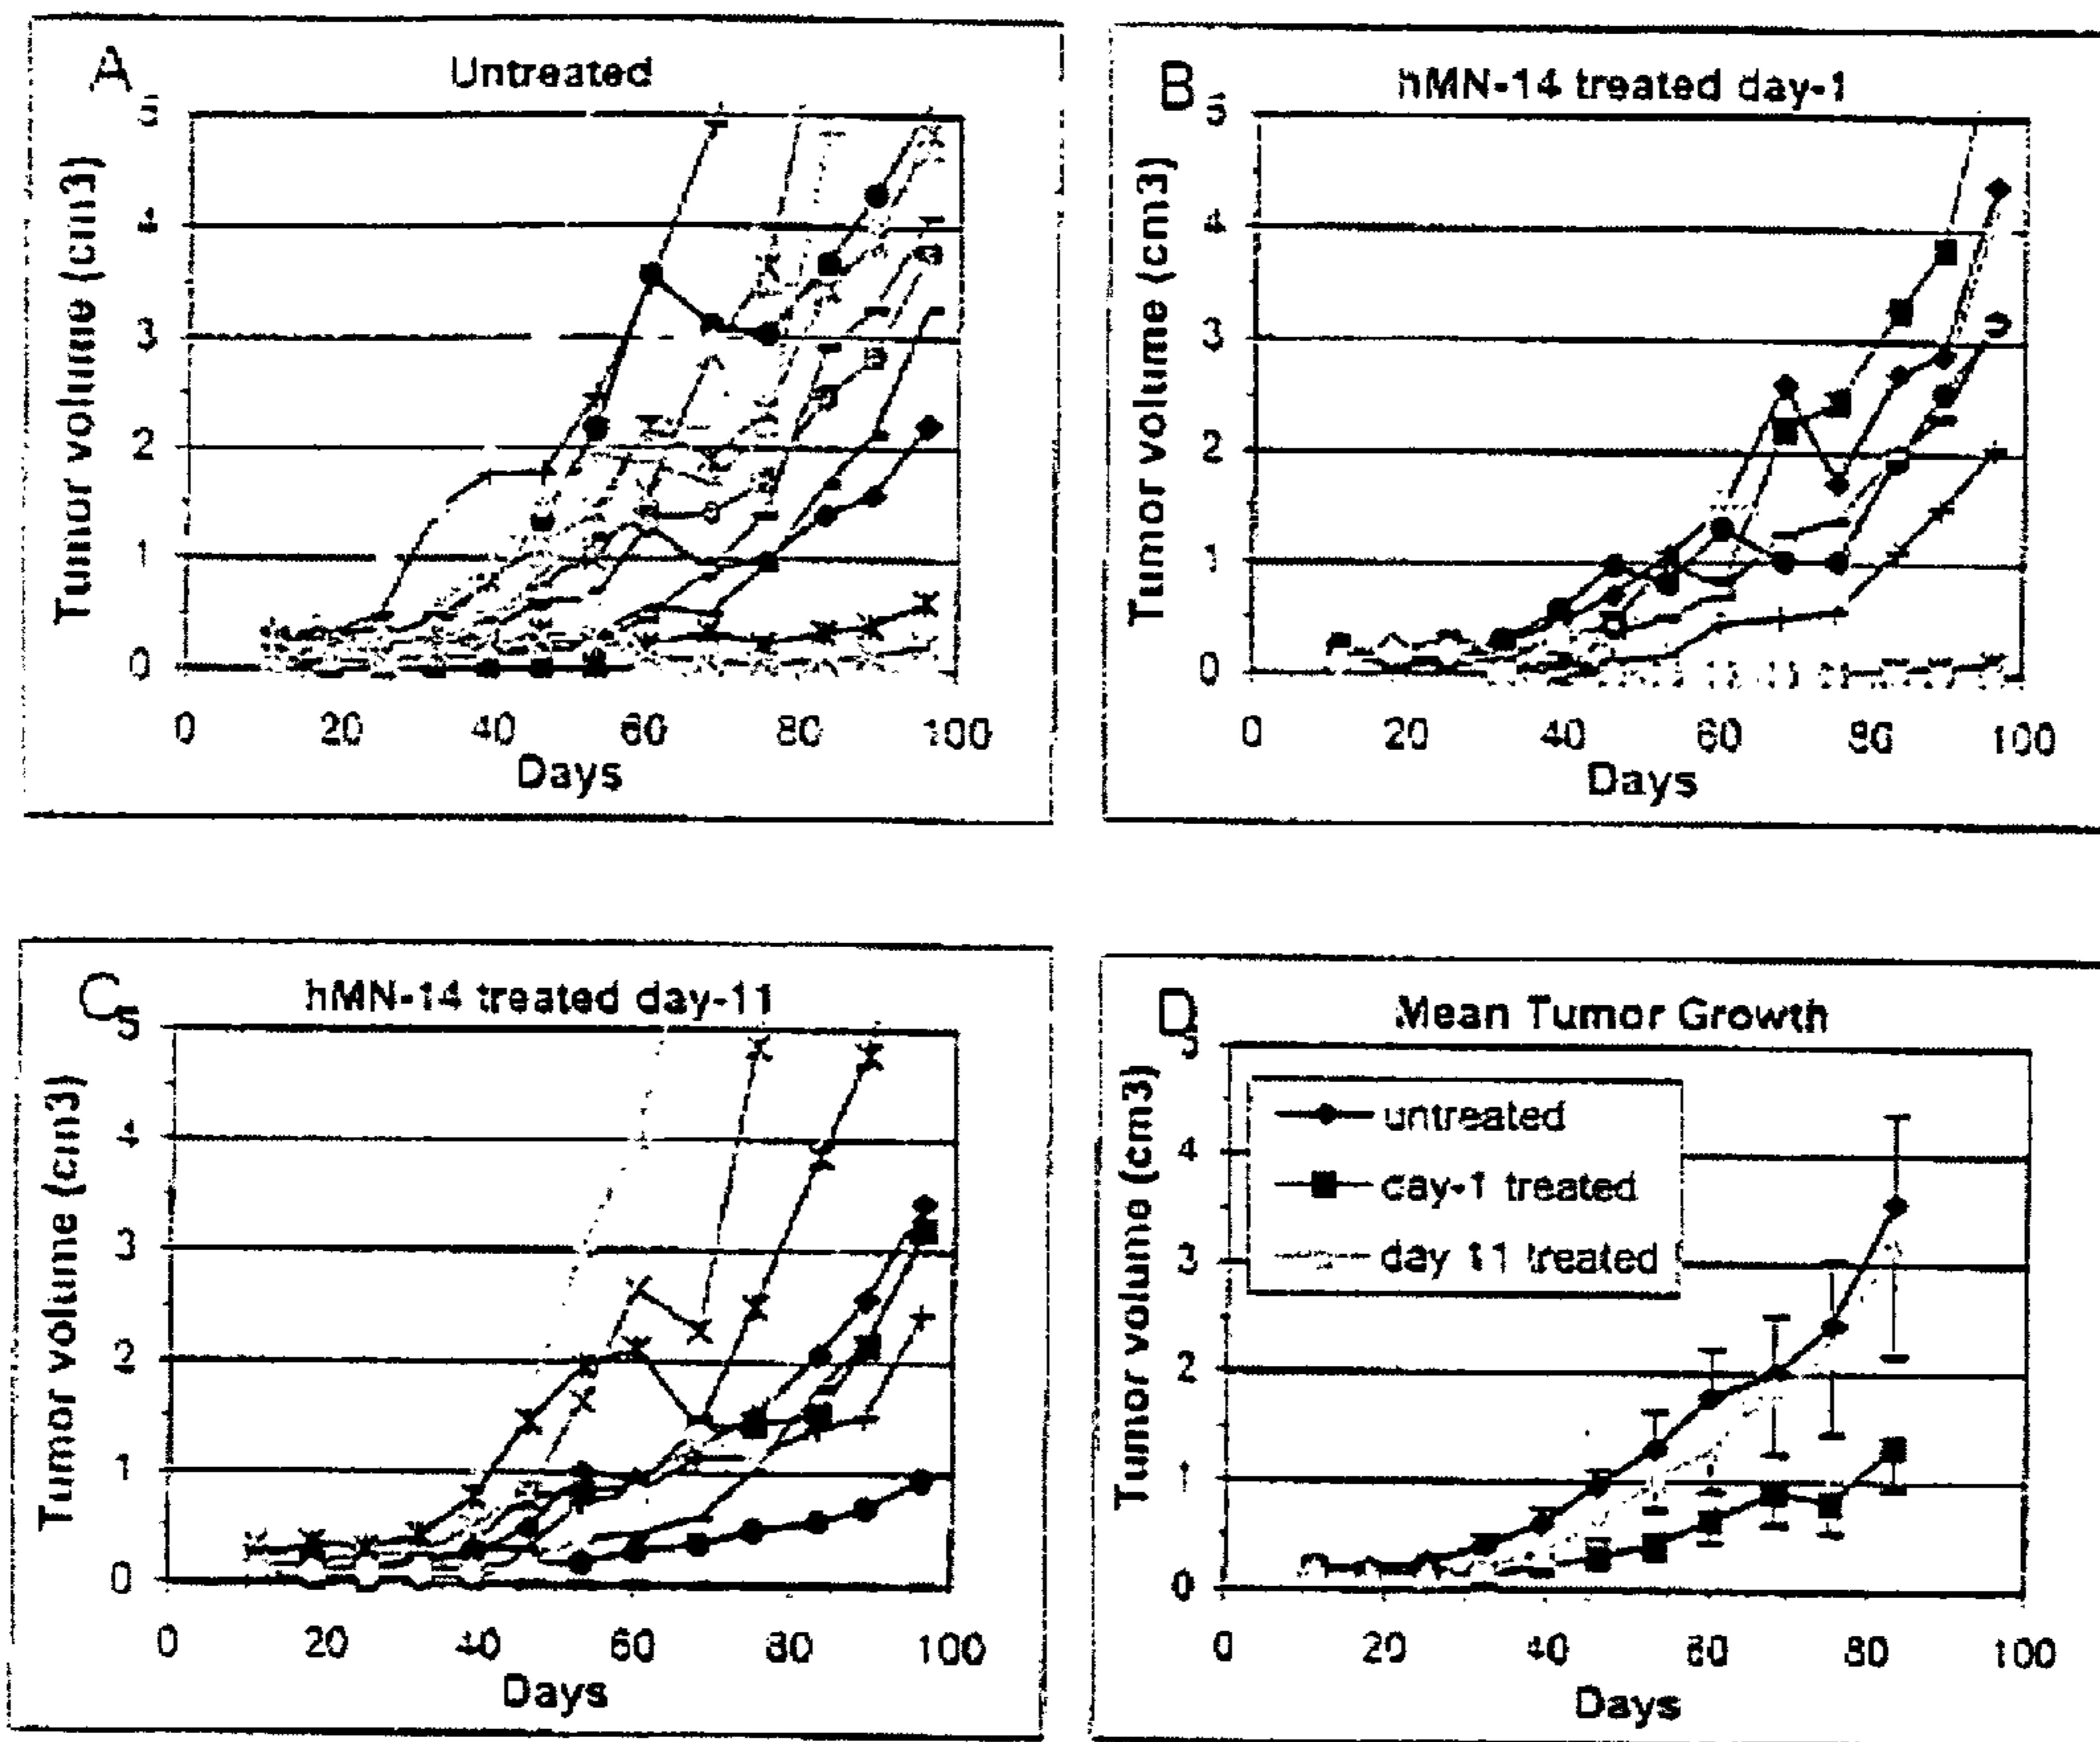 A
Untreated
Tumor volume (cm3)
5
4
3
2
1
0
0 20 40 60 80 100
Days
B
hMN-14 treated day-1
Tumor volume (cm3)
5
4
3
2
1
0
0 20 40 60 80 100
Days
C
hMN-14 treated day-11
Tumor volume (cm3)
5
4
3
2
1
0
0 20 40 60 80 100
Days
D
Mean Tumor Growth
Tumor volume (cm3)
5
4
3
2
1
0
untreated
day-1 treated
day 11 treated
0 20 40 60 80 100
Days